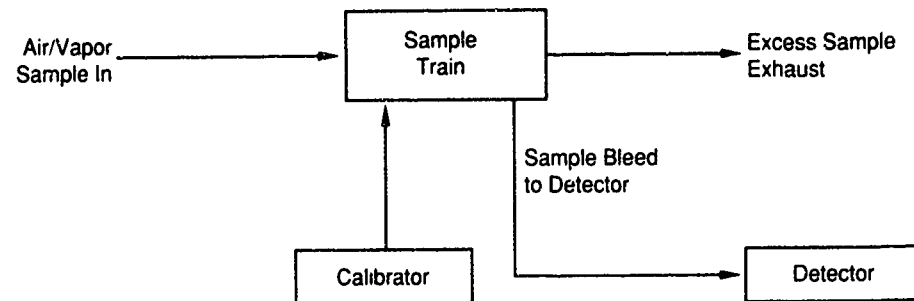 Air/Vapor
Sample In
Sample
Train
Excess Sample
Exhaust
Sample Bleed
to Detector
Calibrator
Detector